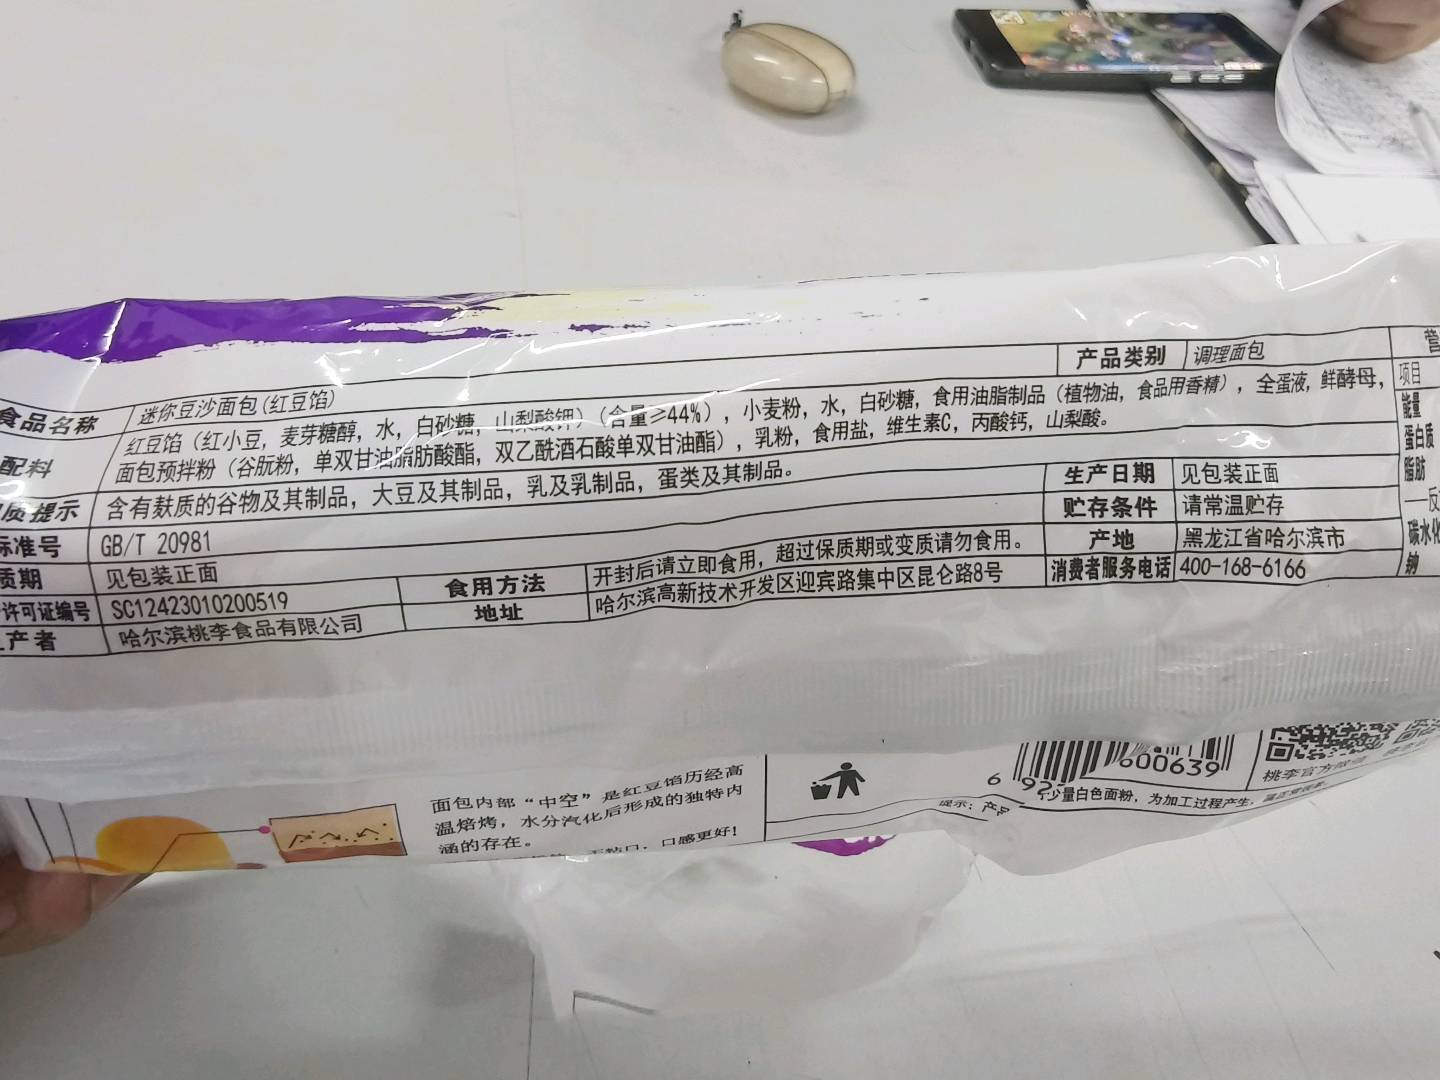 产品类别 调理面包
食品名称 迷你豆沙面包(红豆馅)
配料 红豆馅（红小豆，麦芽糖醇，水，白砂糖，山梨酸钾）（含量≥44%），小麦粉，水，白砂糖，食用油脂制品（植物油，食品用香精），全蛋液，鲜酵母，
面包预拌粉（谷朊粉，单双甘油脂肪酸酯，双乙酰酒石酸单双甘油酯），乳粉，食用盐，维生素C，丙酸钙，山梨酸。
质提示 含有麸质的谷物及其制品，大豆及其制品，乳及乳制品，蛋类及其制品。
生产日期 见包装正面
标准号 GB/T 20981
贮存条件 请常温贮存
质期 见包装正面
食用方法 开封后请立即食用，超过保质期或变质请勿食用。
产地 黑龙江省哈尔滨市
许可证编号 SC12423010200519
地址 哈尔滨高新技术开发区迎宾路集中区昆仑路8号
消费者服务电话 400-168-6166
产者 哈尔滨桃李食品有限公司
营
项目
能量
蛋白质
脂肪
碳水化
钠
面包内部“中空”是红豆馅历经高
温焙烤，水分汽化后形成的独特内
涵的存在。
口感更好!
6 92 600639
提示：产
少量白色面粉，为加工过程产生，
桃李官方微信